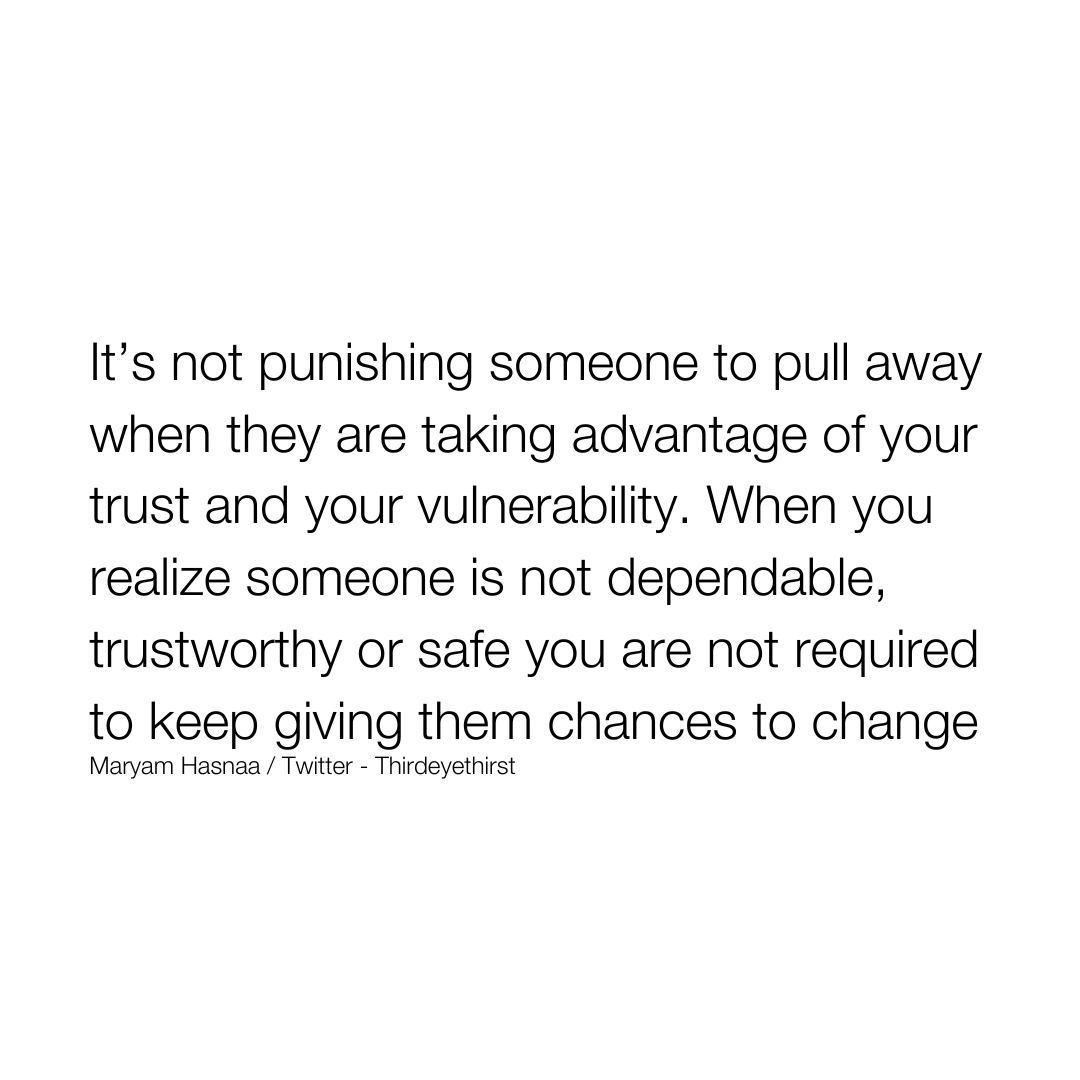 It’s not punishing someone to pull away
when they are taking advantage of your
trust and your vulnerability. When you
realize someone is not dependable,
trustworthy or safe you are not required
to keep giving them chances to change
Maryam Hasnaa / Twitter - Thirdeyethirst